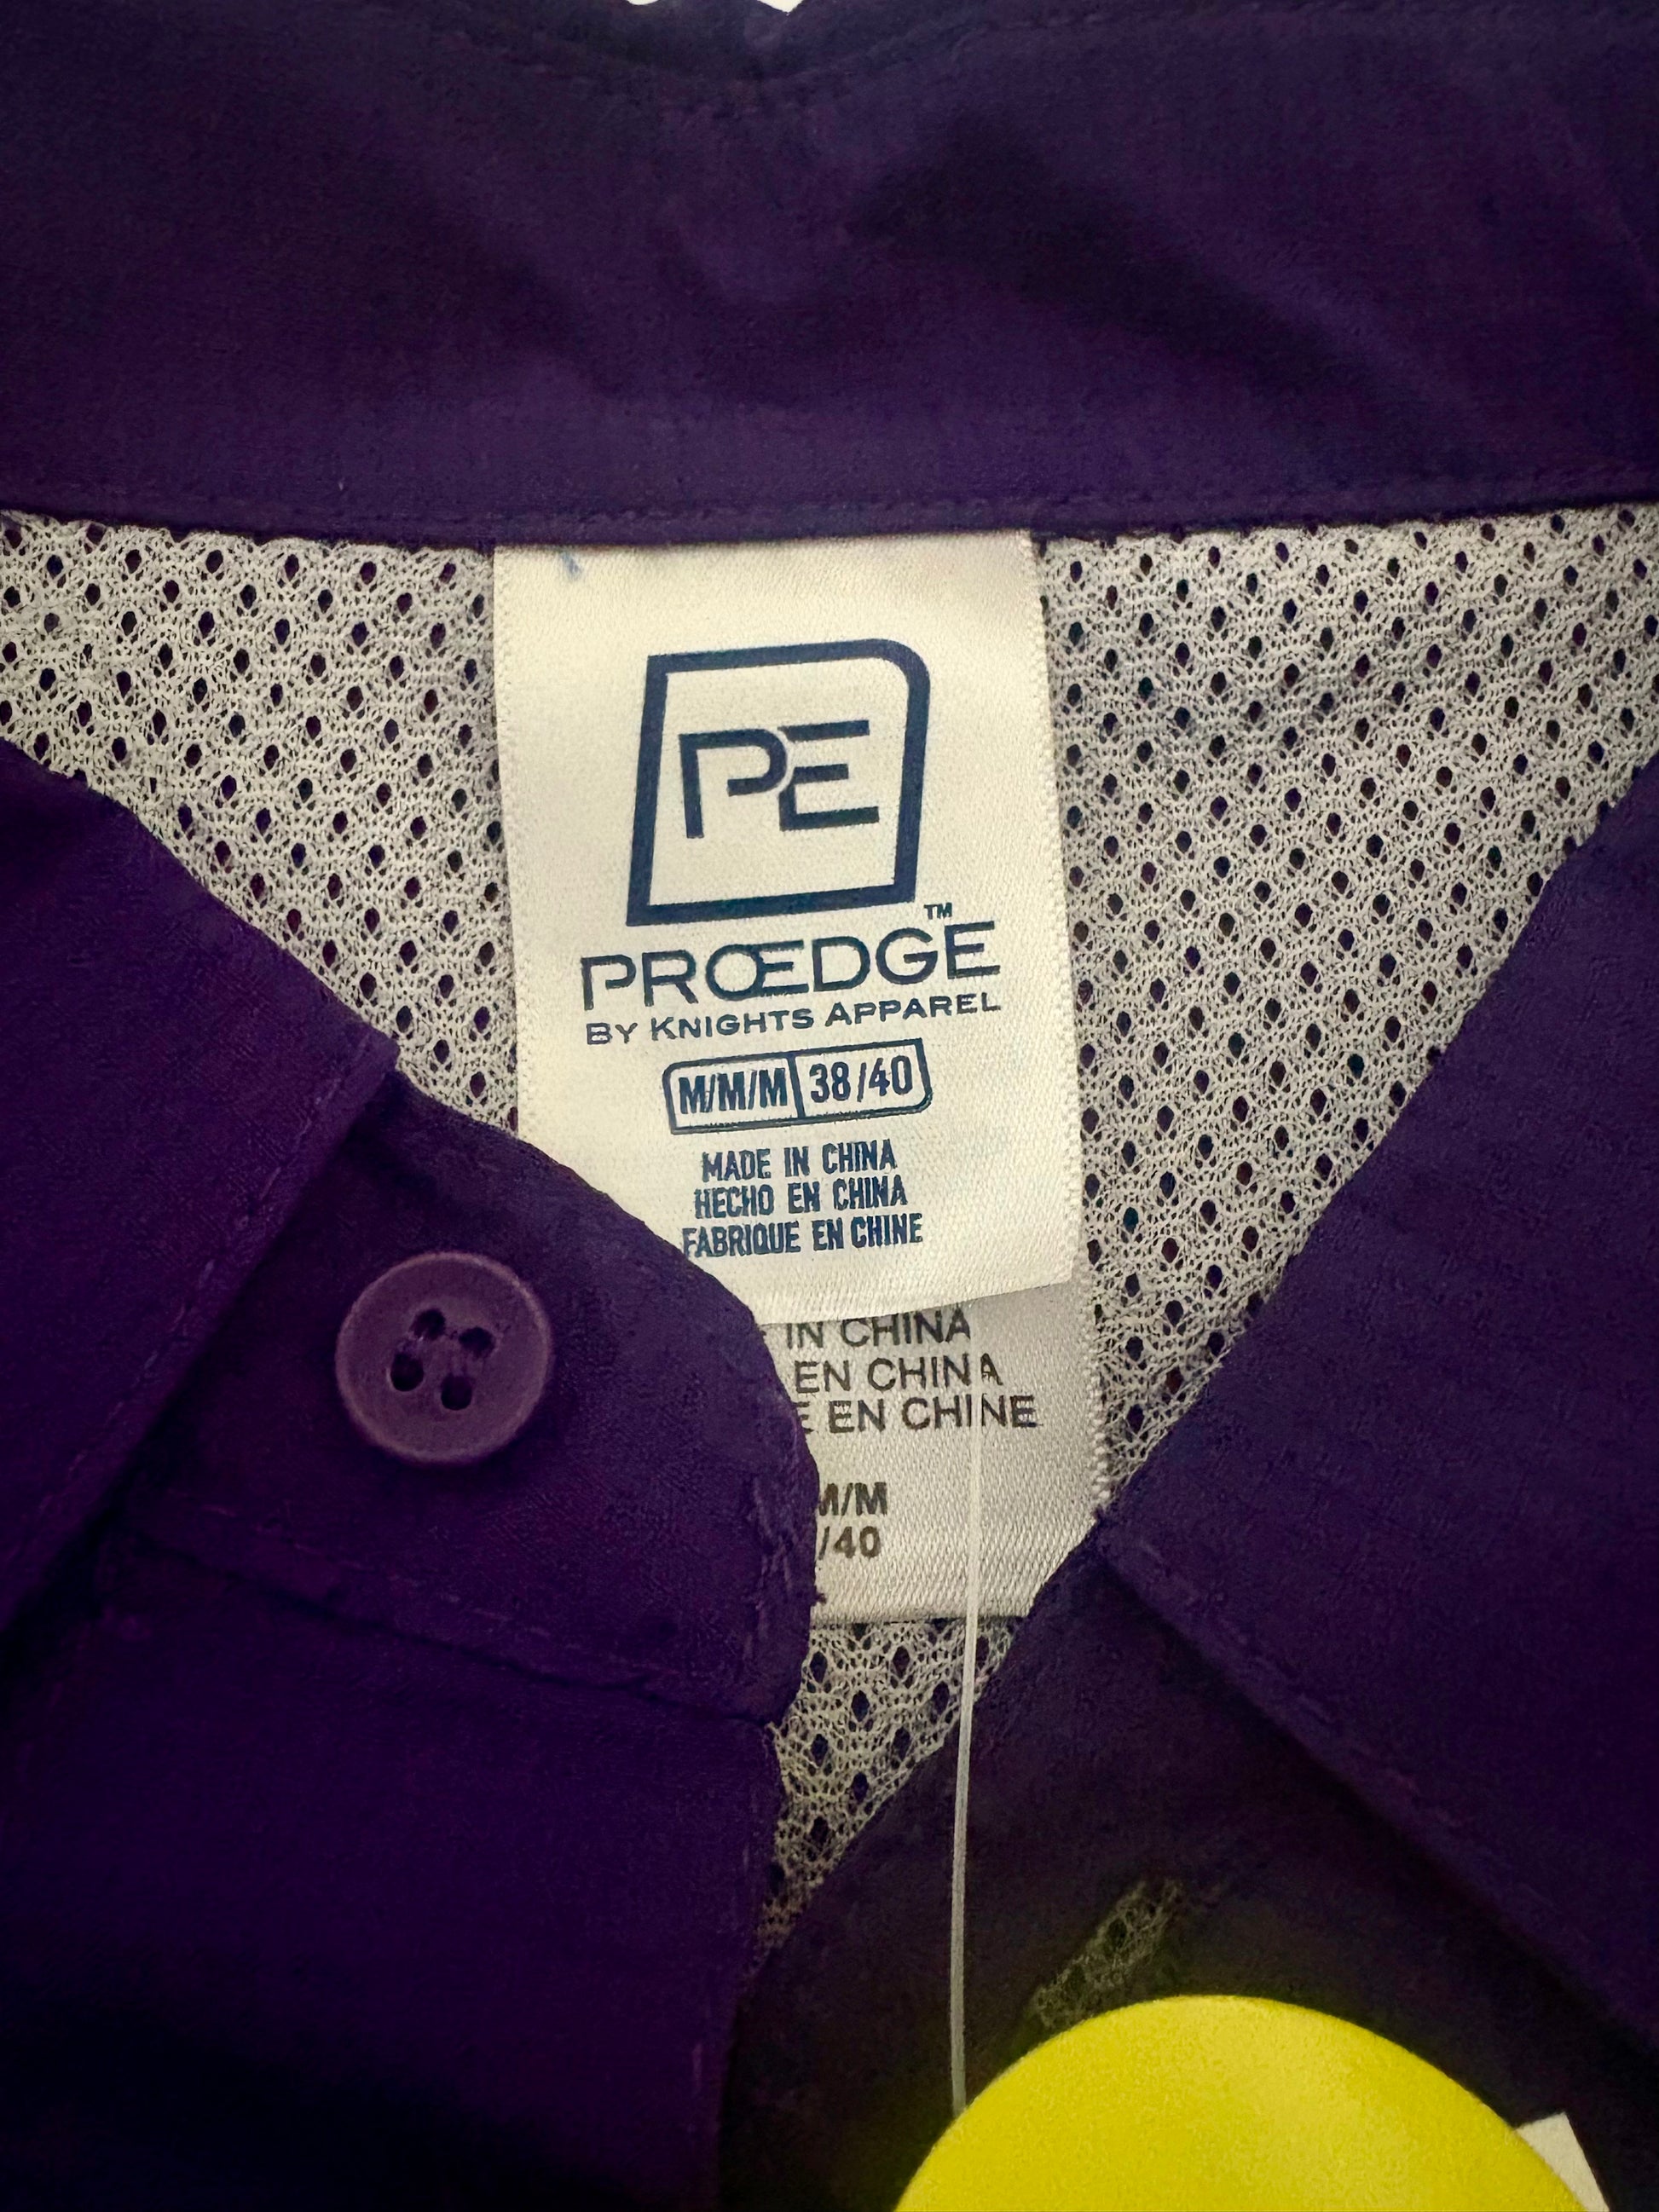 PE
PROEDGE™
BY KNIGHTS APPAREL
M/M/M 38/40
MADE IN CHINA
HECHO EN CHINA
FABRIQUE EN CHINE
IN CHINA
EN CHINA
EN CHINE
M/M
/40